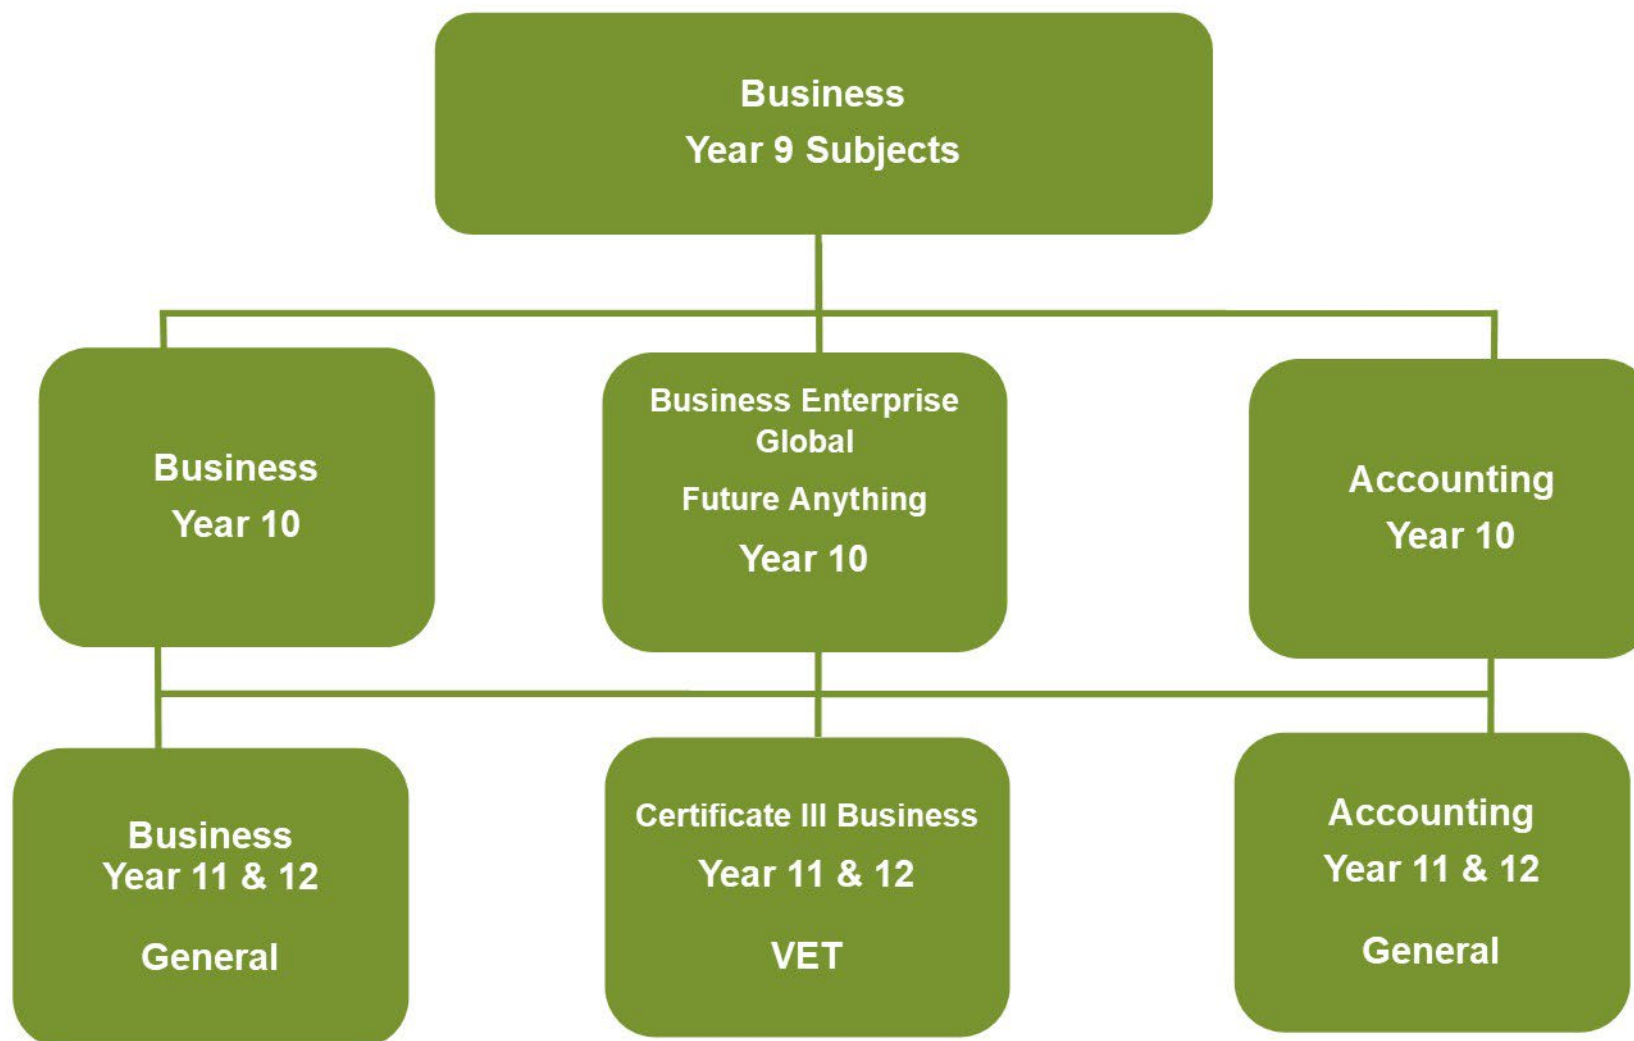 Business
Year 9 Subjects
Business
Year 10
Business Enterprise
Global
Future Anything
Year 10
Accounting
Year 10
Business
Year 11 & 12
General
Certificate III Business
Year 11 & 12
VET
Accounting
Year 11 & 12
General